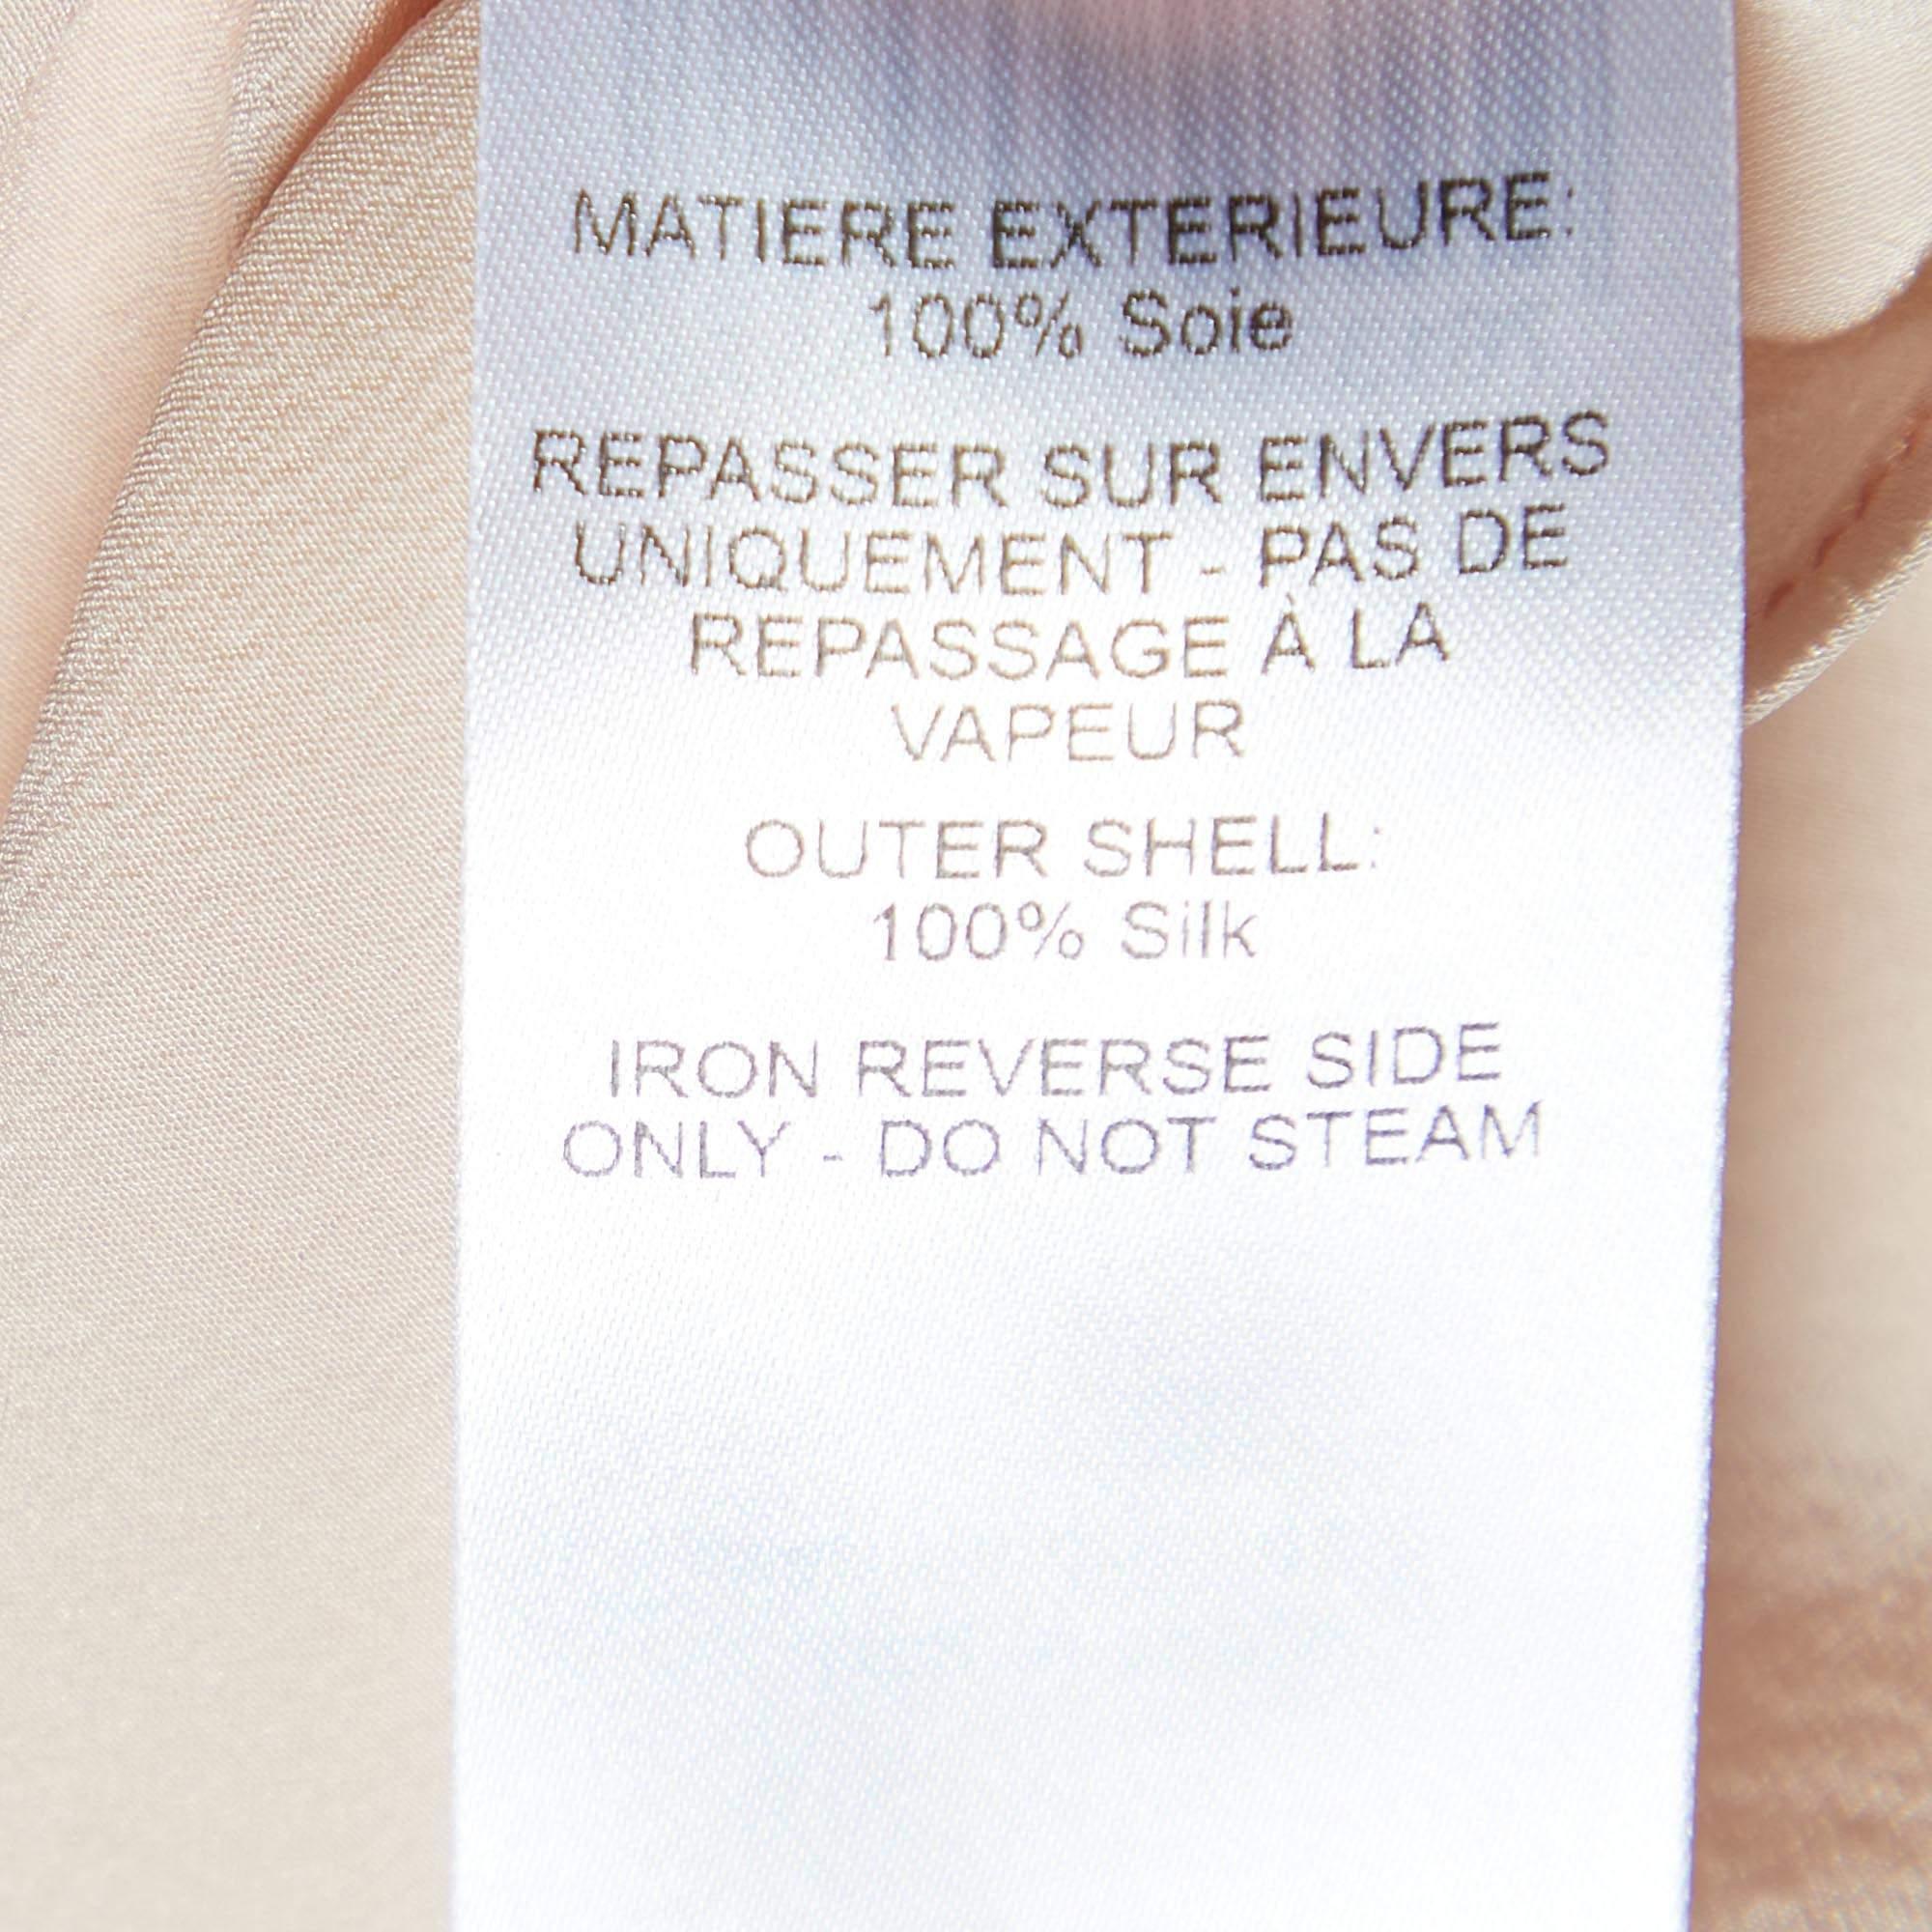 MATIERE EXTERIEURE:
100% Soie
REPASSER SUR ENVERS
UNIQUEMENT - PAS DE
REPASSAGE À LA
VAPEUR
OUTER SHELL:
100% Silk
IRON REVERSE SIDE
ONLY - DO NOT STEAM